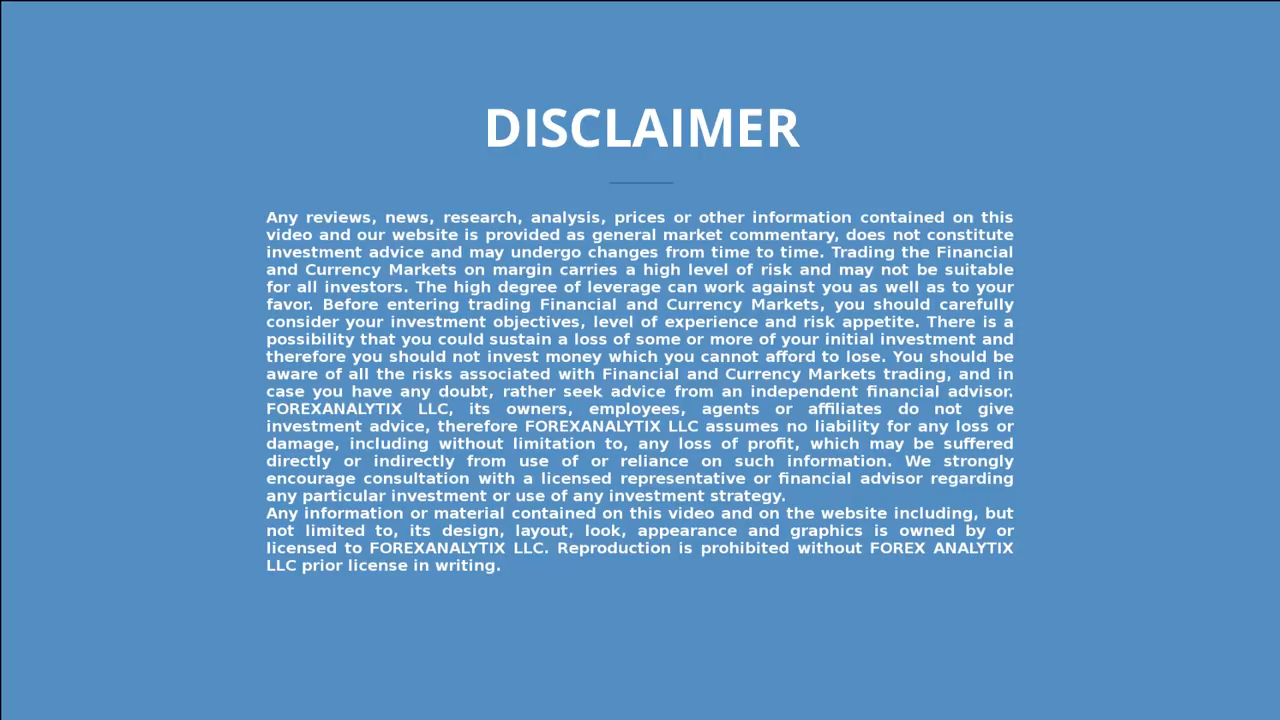 DISCLAIMER
Any reviews, news, research, analysis, prices or other information contained on this
video and our website is provided as general market commentary, does not constitute
investment advice and may undergo changes from time to time. Trading the Financial
and Currency Markets on margin carries a high level of risk and may not be suitable
for all investors. The high degree of leverage can work against you as well as to your
favor. Before entering trading Financial and Currency Markets, you should carefully
consider your investment objectives, level of experience and risk appetite. There is a
possibility that you could sustain a loss of some or more of your initial investment and
therefore you should not invest money which you cannot afford to lose. You should be
aware of all the risks associated with Financial and Currency Markets trading, and in
case you have any doubt, rather seek advice from an independent financial advisor.
FOREXANALYTIX LLC, its owners, employees, agents or affiliates do not give
investment advice, therefore FOREXANALYTIX LLC assumes no liability for any loss or
damage, including without limitation to, any loss of profit, which may be suffered
directly or indirectly from use of or reliance on such information. We strongly
encourage consultation with a licensed representative or financial advisor regarding
any particular investment or use of any investment strategy.
Any information or material contained on this video and on the website including, but
not limited to, its design, layout, look, appearance and graphics is owned by or
licensed to FOREXANALYTIX LLC. Reproduction is prohibited without FOREX ANALYTIX
LLC prior license in writing.